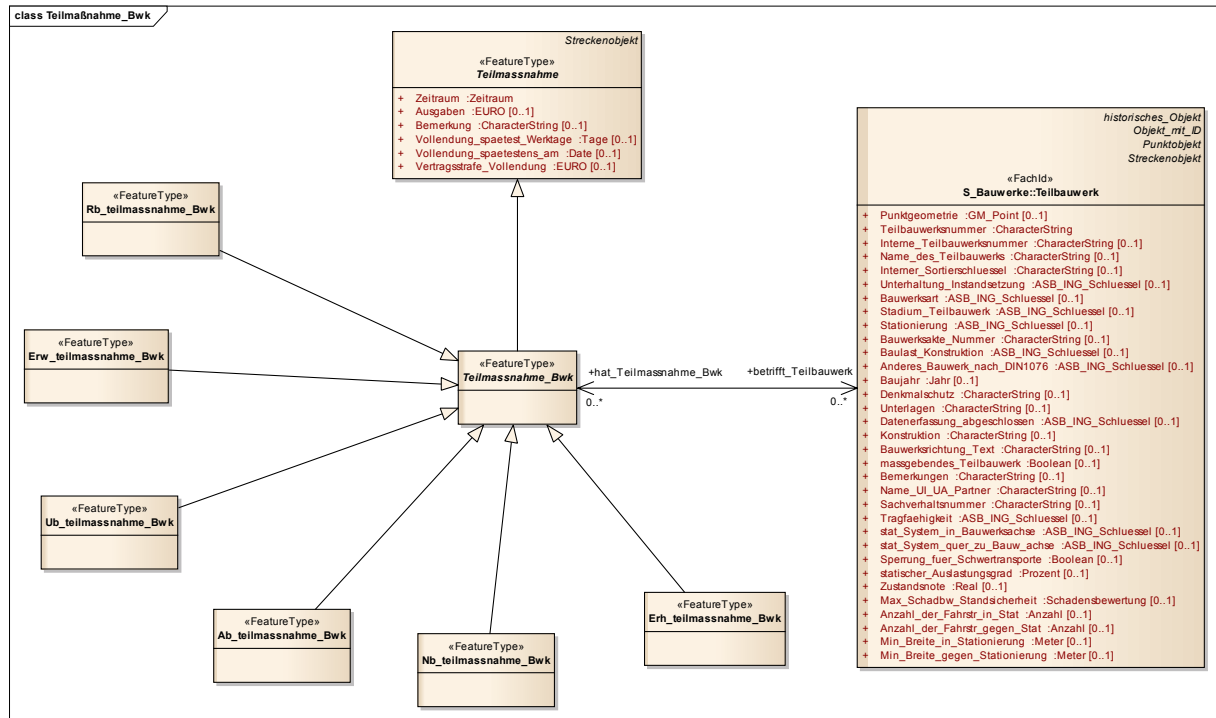 class Teilmaßnahme_Bwk
Streckenobjekt
«FeatureType»
Teilmassnahme
+ Zeitraum :Zeitraum
+ Ausgaben :EURO [0..1]
+ Bemerkung :CharacterString [0..1]
+ Vollendung_spaetest_Werktage :Tage [0..1]
+ Vollendung_spaetestens_am :Date [0..1]
+ Vertragsstrafe_Vollendung :EURO [0..1]
historisches_Objekt
Objekt_mit_ID
Punktobjekt
Streckenobjekt
«FachId»
S_Bauwerke::Teilbauwerk
+ Punktgeometrie :GM_Point [0..1]
+ Teilbauwerksnummer :CharacterString
+ Interne_Teilbauwerksnummer :CharacterString [0..1]
+ Name_des_Teilbauwerks :CharacterString [0..1]
+ Interner_Sortierschluessel :CharacterString [0..1]
+ Unterhaltung_Instandsetzung :ASB_ING_Schluessel [0..1]
+ Bauwerksart :ASB_ING_Schluessel [0..1]
+ Stadium_Teilbauwerk :ASB_ING_Schluessel [0..1]
+ Stationierung :ASB_ING_Schluessel [0..1]
+ Bauwerksakte_Nummer :CharacterString [0..1]
+ Baulast_Konstruktion :ASB_ING_Schluessel [0..1]
+ Anderes_Bauwerk_nach_DIN1076 :ASB_ING_Schluessel [0..1]
+ Baujahr :Jahr [0..1]
+ Denkmalschutz :CharacterString [0..1]
+ Unterlagen :CharacterString [0..1]
+ Datenerfassung_abgeschlossen :ASB_ING_Schluessel [0..1]
+ Konstruktion :CharacterString [0..1]
+ Bauwerksrichtung_Text :CharacterString [0..1]
+ massgebendes_Teilbauwerk :Boolean [0..1]
+ Bemerkungen :CharacterString [0..1]
+ Name_UI_UA_Partner :CharacterString [0..1]
+ Sachverhaltsnummer :CharacterString [0..1]
+ Tragfaehigkeit :ASB_ING_Schluessel [0..1]
+ stat_System_in_Bauwerksachse :ASB_ING_Schluessel [0..1]
+ stat_System_quer_zu_Bauw_achse :ASB_ING_Schluessel [0..1]
+ Sperrung_fuer_Schwertransporte :Boolean [0..1]
+ statischer_Auslastungsgrad :Prozent [0..1]
+ Zustandsnote :Real [0..1]
+ Max_Schadbw_Standsicherheit :Schadensbewertung [0..1]
+ Anzahl_der_Fahrstr_in_Stat :Anzahl [0..1]
+ Anzahl_der_Fahrstr_gegen_Stat :Anzahl [0..1]
+ Min_Breite_in_Stationierung :Meter [0..1]
+ Min_Breite_gegen_Stationierung :Meter [0..1]
«FeatureType»
Rb_teilmassnahme_Bwk
«FeatureType»
Erw_teilmassnahme_Bwk
«FeatureType»
Teilmassnahme_Bwk
+hat_Teilmassnahme_Bwk
0..*
+betrifft_Teilbauwerk
0..*
«FeatureType»
Ub_teilmassnahme_Bwk
«FeatureType»
Ab_teilmassnahme_Bwk
«FeatureType»
Nb_teilmassnahme_Bwk
«FeatureType»
Erh_teilmassnahme_Bwk